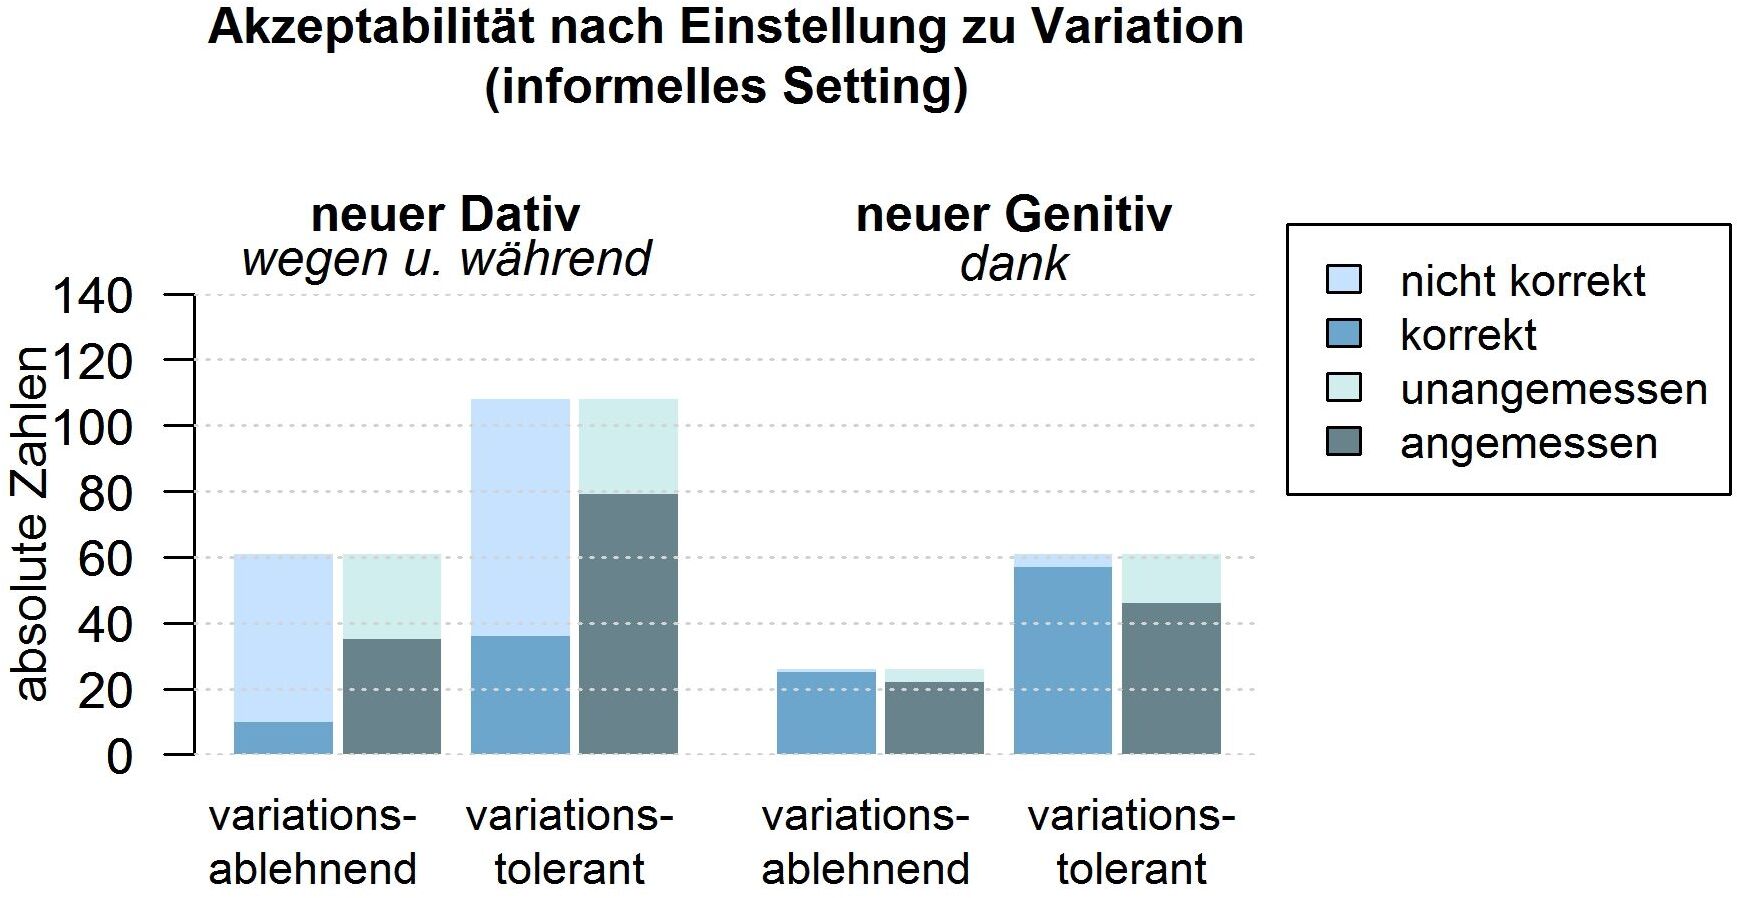 Akzeptabilität nach Einstellung zu Variation
(informelles Setting)
neuer Dativ
wegen u. während
neuer Genitiv
dank
absolute Zahlen
140
120
100
80
60
40
20
0
variations-
ablehnend
variations-
tolerant
variations-
ablehnend
variations-
tolerant
nicht korrekt
korrekt
unangemessen
angemessen